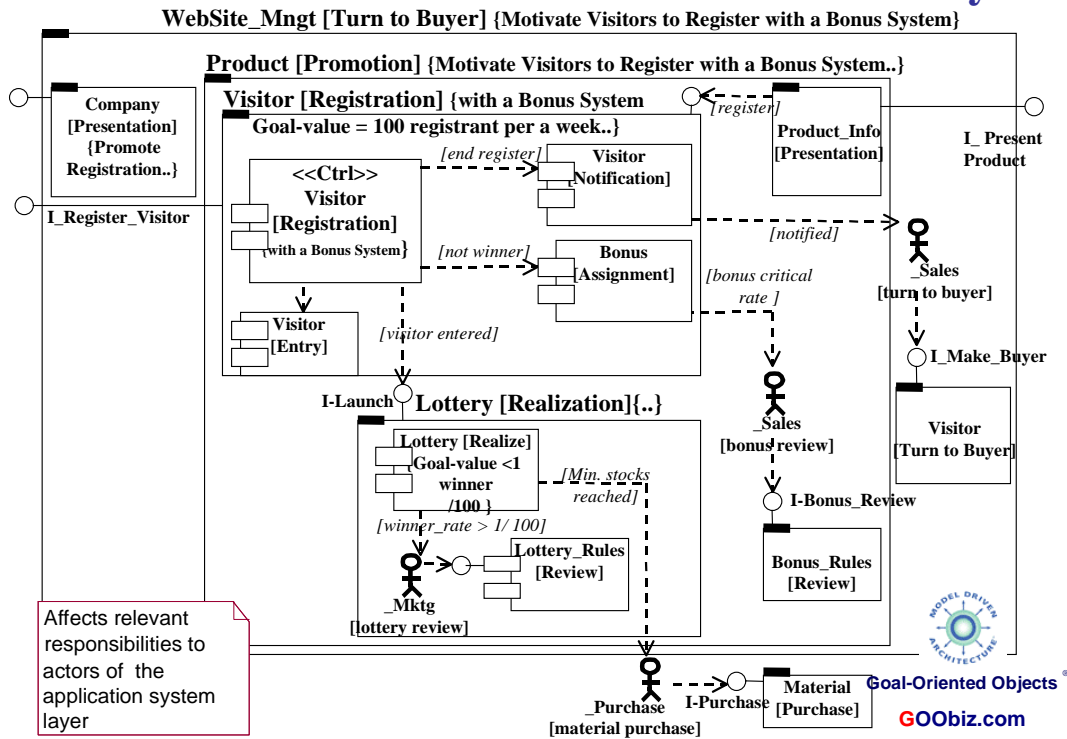 WebSite_Mngt [Turn to Buyer] {Motivate Visitors to Register with a Bonus System}
Product [Promotion] {Motivate Visitors to Register with a Bonus System..}
Company
[Presentation]
{Promote
Registration..}
Visitor [Registration] {with a Bonus System
Goal-value = 100 registrant per a week..}
[register]
Product_Info
[Presentation]
I_ Present
Product
I_Register_Visitor
<<Ctrl>>
Visitor
[Registration]
{with a Bonus System}
[end register]
Visitor
[Notification]
[notified]
[not winner]
Bonus
[Assignment]
[bonus critical
rate ]
_Sales
[turn to buyer]
Visitor
[Entry]
[visitor entered]
I_Make_Buyer
I-Launch
Lottery [Realization]{..}
_Sales
[bonus review]
Visitor
[Turn to Buyer]
Lottery [Realize]
{Goal-value <1
winner
/100 }
[Min. stocks
reached]
I-Bonus_Review
[winner_rate > 1/ 100]
Lottery_Rules
[Review]
Bonus_Rules
[Review]
_Mktg
[lottery review]
Affects relevant
responsibilities to
actors of the
application system
layer
MODEL DRIVEN
ARCHITECTURE
_Purchase
[material purchase]
I-Purchase
Material
[Purchase]
Goal-Oriented Objects ®
GOObiz.com